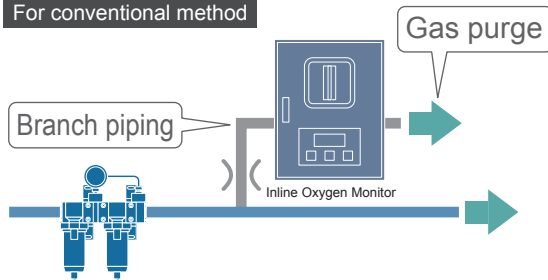 For conventional method
Gas purge
Branch piping
Inline Oxygen Monitor